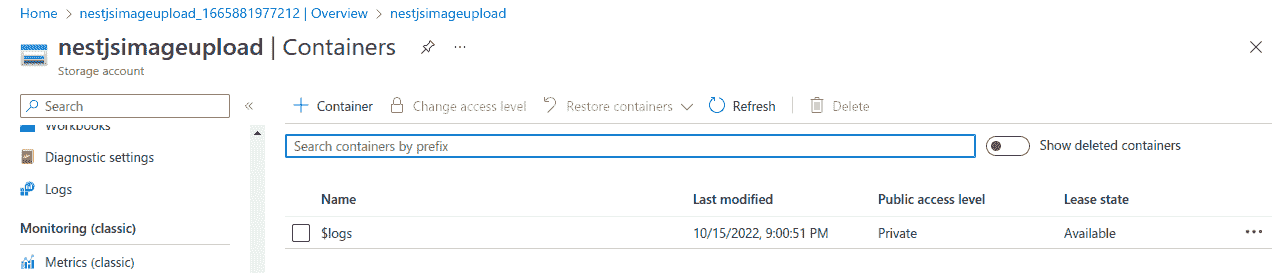 Home > nestjsimageupload_1665881977212 | Overview > nestjsimageupload
nestjsimageupload | Containers
Storage account
Search
Workbooks
Diagnostic settings
Logs
Monitoring (classic)
Metrics (classic)
+ Container Change access level Restore containers Refresh Delete
Search containers by prefix
Show deleted containers
Name Last modified Public access level Lease state
$logs 10/15/2022, 9:00:51 PM Private Available